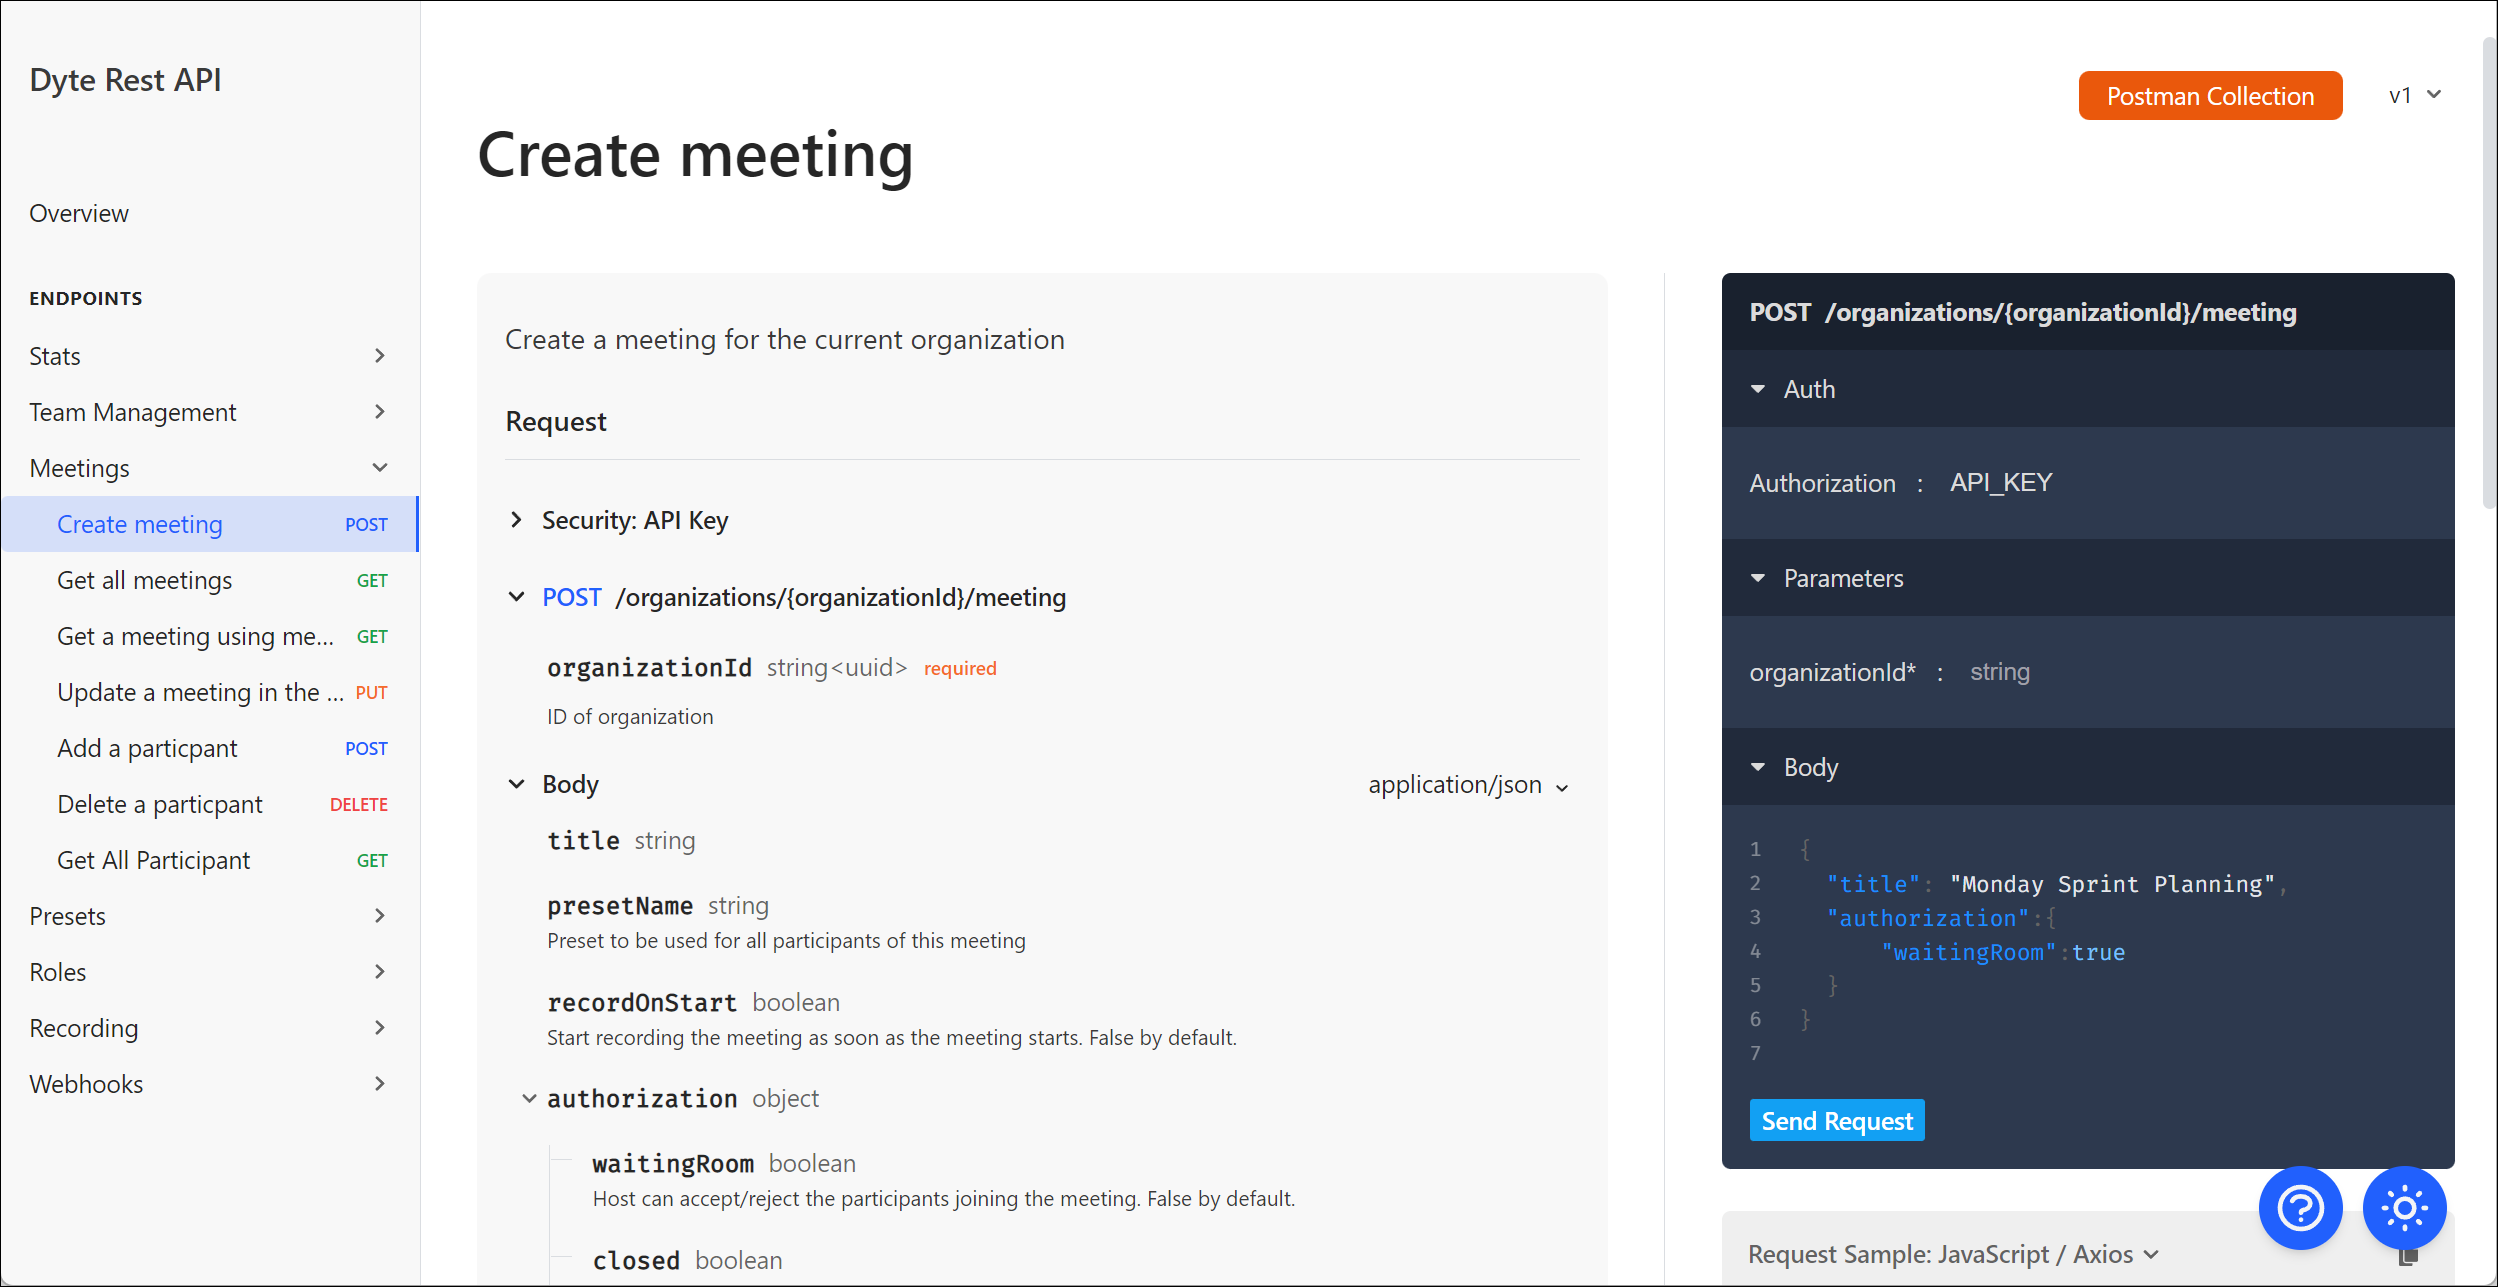 Dyte Rest API
Overview
ENDPOINTS
Stats
Team Management
Meetings
Create meeting POST
Get all meetings GET
Get a meeting using me... GET
Update a meeting in the ... PUT
Add a particpant POST
Delete a particpant DELETE
Get All Participant GET
Presets
Roles
Recording
Webhooks
Postman Collection
v1
Create meeting
Create a meeting for the current organization
Request
Security: API Key
POST /organizations/{organizationId}/meeting
organizationId string<uuid> required
ID of organization
Body application/json
title string
presetName string
Preset to be used for all participants of this meeting
recordOnStart boolean
Start recording the meeting as soon as the meeting starts. False by default.
authorization object
waitingRoom boolean
Host can accept/reject the participants joining the meeting. False by default.
closed boolean
POST /organizations/{organizationId}/meeting
Auth
Authorization : API_KEY
Parameters
organizationId* : string
Body
1 {
2 "title": "Monday Sprint Planning",
3 "authorization":{
4 "waitingRoom":true
5 }
6 }
7
Send Request
Request Sample: JavaScript / Axios